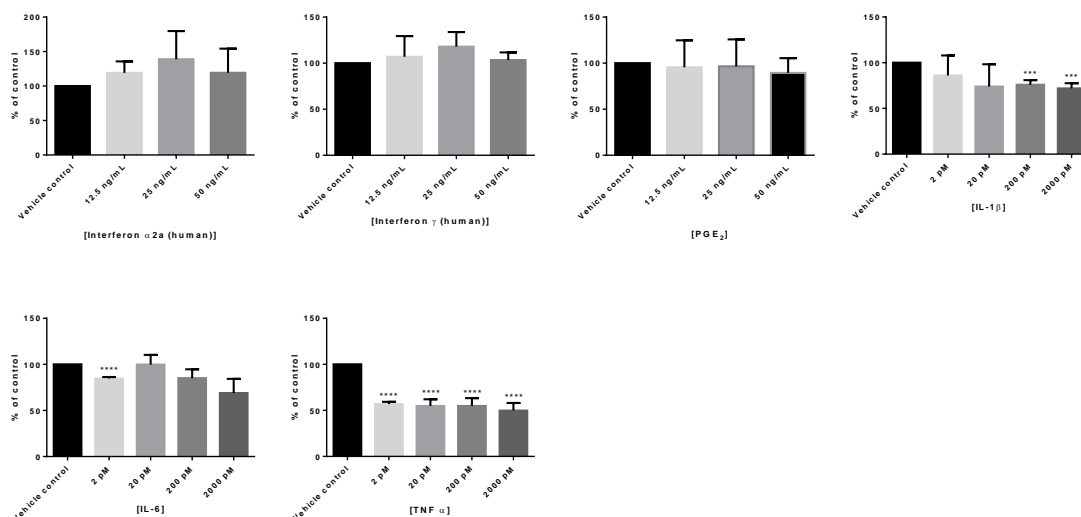 % of control
200
150
100
50
0
Vehicle control
12.5 ng/mL
25 ng/mL
50 ng/mL
[Interferon α2a (human)]
% of control
150
100
50
0
Vehicle control
12.5 ng/mL
25 ng/mL
50 ng/mL
[Interferon γ (human)]
% of control
150
100
50
0
Vehicle control
12.5 ng/mL
25 ng/mL
50 ng/mL
[PGE₂]
% of control
150
100
50
0
***
***
Vehicle control
2 pM
20 pM
200 pM
2000 pM
[IL-1β]
% of control
150
100
50
0
****
Vehicle control
2 pM
20 pM
200 pM
2000 pM
[IL-6]
% of control
150
100
50
0
****
****
****
****
Vehicle control
2 pM
20 pM
200 pM
2000 pM
[TNF α]